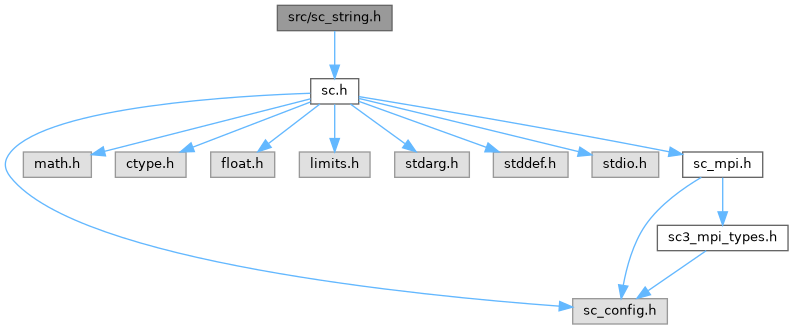 src/sc_string.h
sc.h
math.h
ctype.h
float.h
limits.h
stdarg.h
stddef.h
stdio.h
sc_mpi.h
sc3_mpi_types.h
sc_config.h